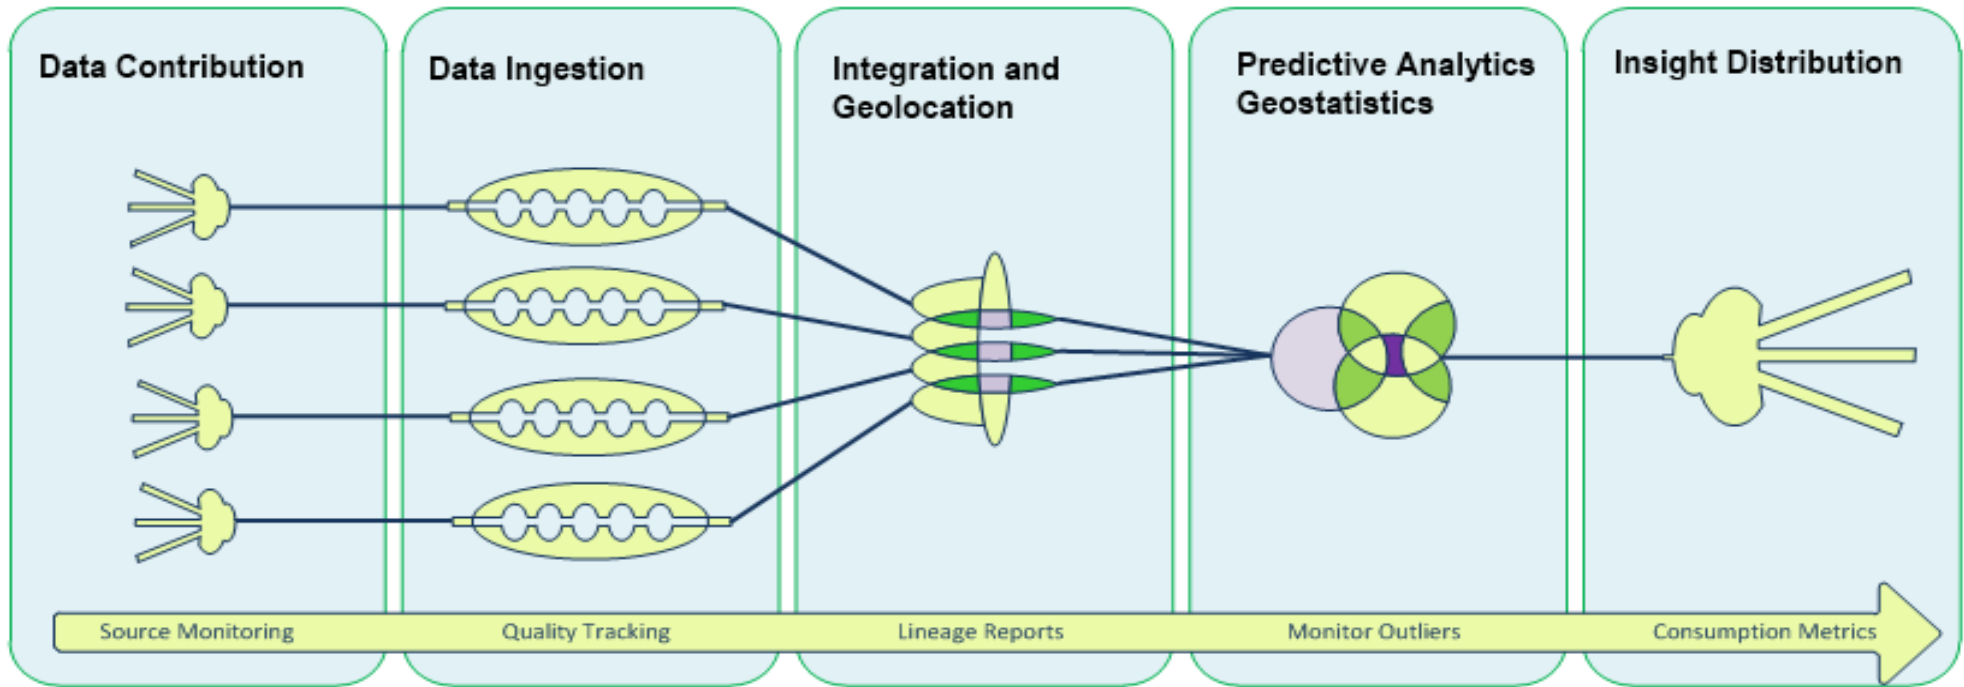 Data Contribution
Data Ingestion
Integration and
Geolocation
Predictive Analytics
Geostatistics
Insight Distribution
Source Monitoring
Quality Tracking
Lineage Reports
Monitor Outliers
Consumption Metrics